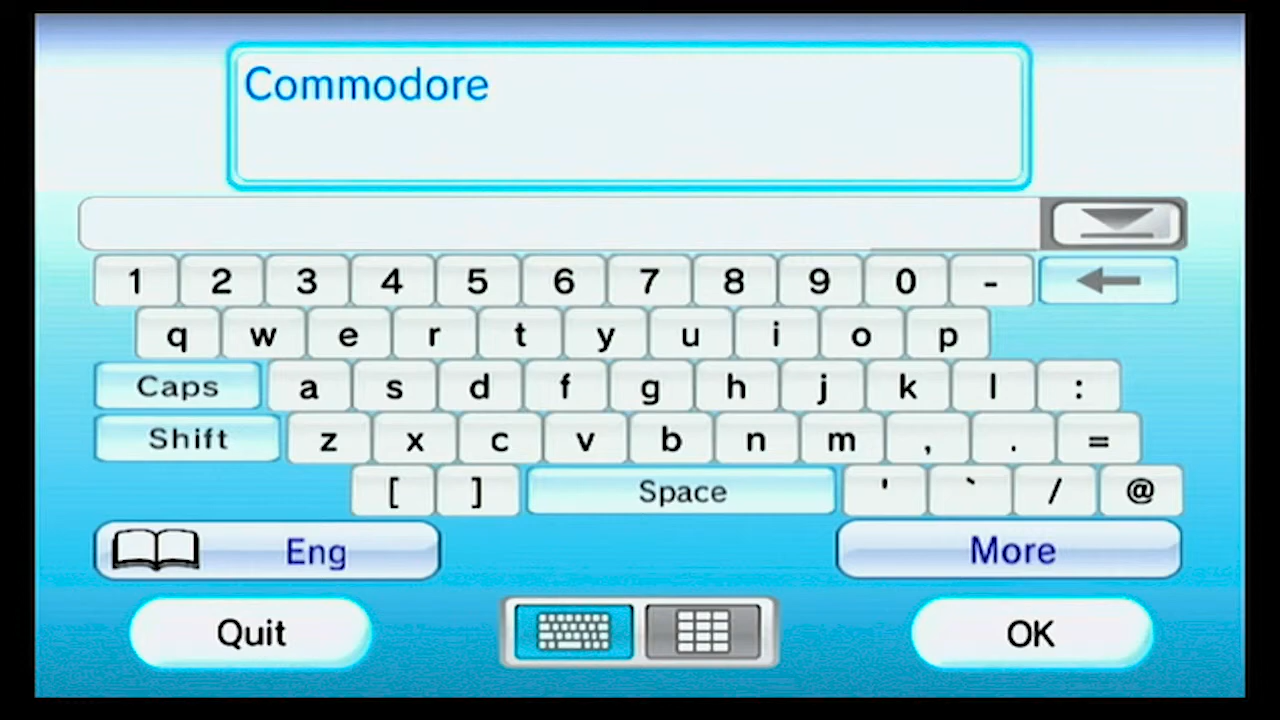 Commodore
1 2 3 4 5 6 7 8 9 0 -
q w e r t y u i o p
Caps a s d f g h j k l :
Shift z x c v b n m , . =
[ ] Space ' ` / @
Eng More
Quit OK